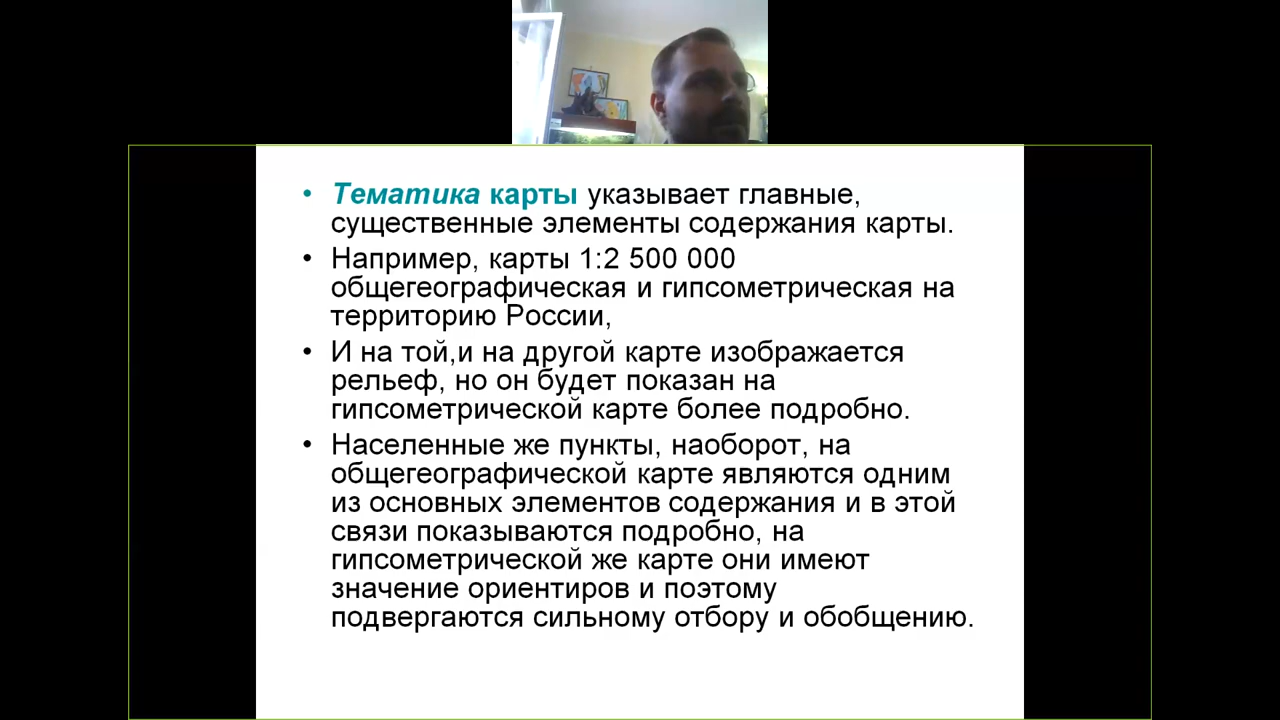 • Тематика карты указывает главные,
существенные элементы содержания карты.
• Например, карты 1:2 500 000
общегеографическая и гипсометрическая на
территорию России,
• И на той,и на другой карте изображается
рельеф, но он будет показан на
гипсометрической карте более подробно.
• Населенные же пункты, наоборот, на
общегеографической карте являются одним
из основных элементов содержания и в этой
связи показываются подробно, на
гипсометрической же карте они имеют
значение ориентиров и поэтому
подвергаются сильному отбору и обобщению.